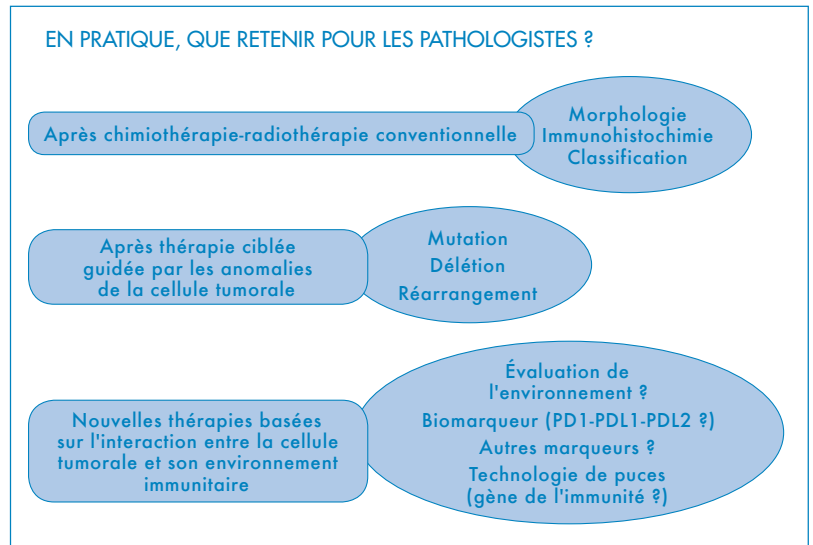 EN PRATIQUE, QUE RETENIR POUR LES PATHOLOGISTES ?
Après chimiothérapie-radiothérapie conventionnelle
Morphologie
Immunohistochimie
Classification
Après thérapie ciblée
guidée par les anomalies
de la cellule tumorale
Mutation
Délétion
Réarrangement
Nouvelles thérapies basées
sur l'interaction entre la cellule
tumorale et son environnement
immunitaire
Évaluation de
l'environnement ?
Biomarqueur (PD1-PDL1-PDL2 ?)
Autres marqueurs ?
Technologie de puces
(gène de l'immunité ?)